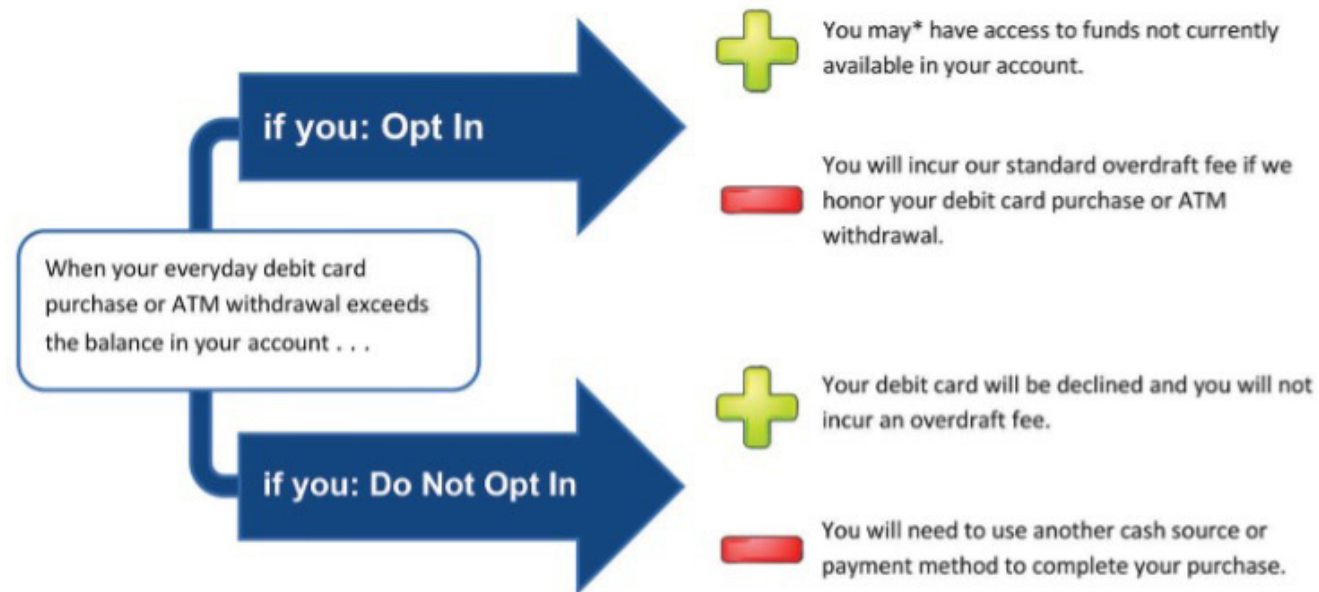 You may* have access to funds not currently
available in your account.
if you: Opt In
You will incur our standard overdraft fee if we
honor your debit card purchase or ATM
withdrawal.
When your everyday debit card
purchase or ATM withdrawal exceeds
the balance in your account . . .
Your debit card will be declined and you will not
incur an overdraft fee.
if you: Do Not Opt In
You will need to use another cash source or
payment method to complete your purchase.